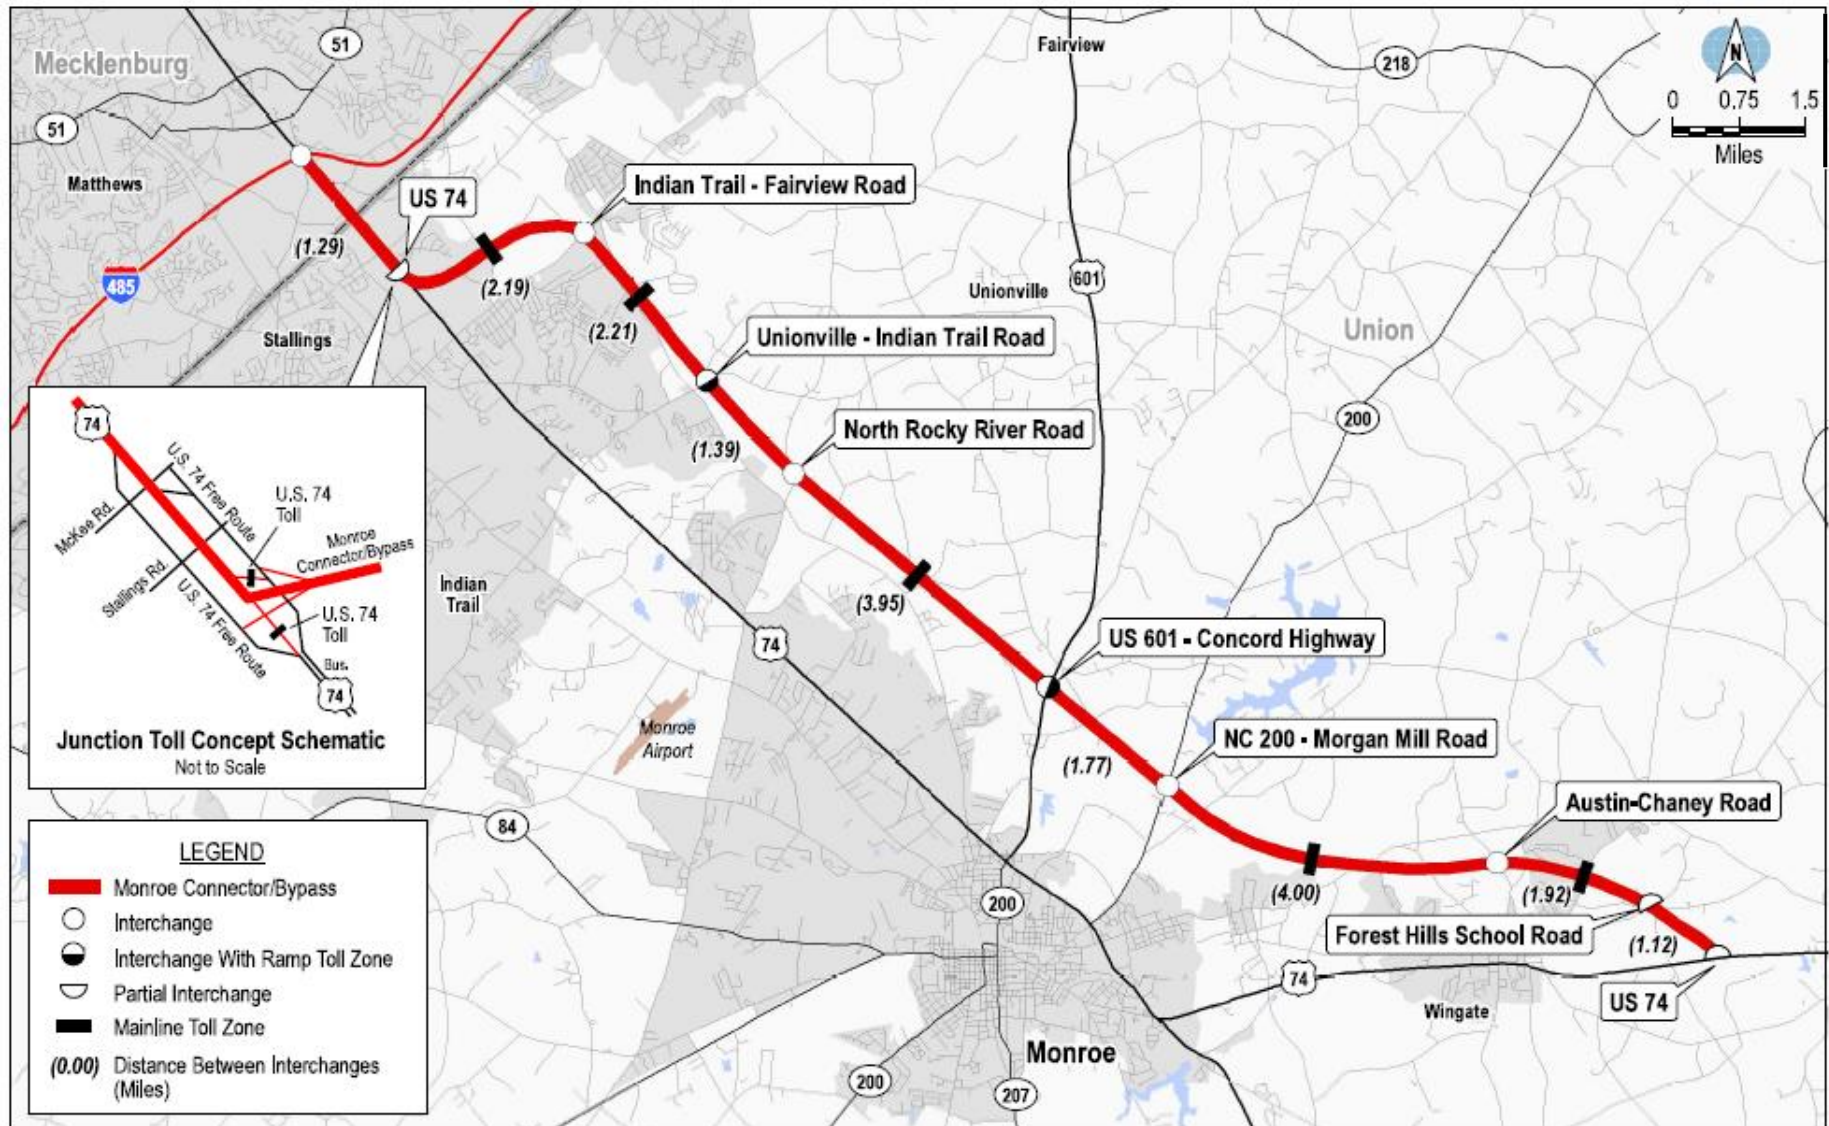 Mecklenburg
51
51
Fairview
218
N
0 0.75 1.5
Miles
Matthews
US 74
Indian Trail - Fairview Road
(1.29)
485
(2.19)
Unionville
601
Stallings
(2.21)
Unionville - Indian Trail Road
Union
200
North Rocky River Road
(1.39)
74
U.S. 74 Free Route
U.S. 74
Toll
McKee Rd.
Monroe
Connector/Bypass
Stallings Rd.
U.S. 74 Free Route
U.S. 74
Toll
Bus.
74
Junction Toll Concept Schematic
Not to Scale
Indian
Trail
74
(3.95)
US 601 - Concord Highway
Monroe
Airport
NC 200 - Morgan Mill Road
(1.77)
Austin-Chaney Road
84
LEGEND
Monroe Connector/Bypass
Interchange
Interchange With Ramp Toll Zone
Partial Interchange
Mainline Toll Zone
(0.00) Distance Between Interchanges
(Miles)
200
(4.00)
(1.92)
Forest Hills School Road
(1.12)
74
US 74
Wingate
Monroe
200
207